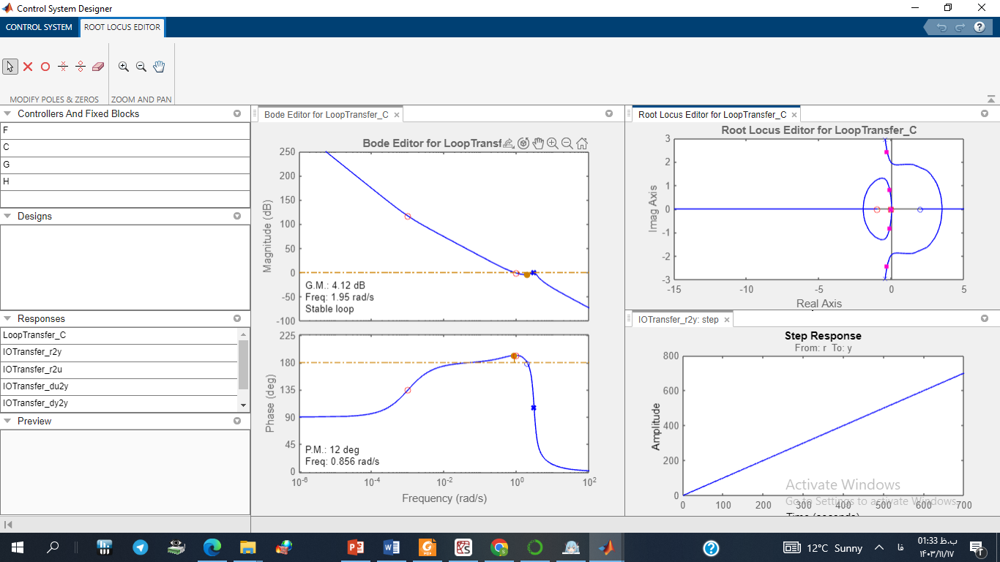 Control System Designer
CONTROL SYSTEM
ROOT LOCUS EDITOR
MODIFY POLES & ZEROS
ZOOM AND PAN
Controllers And Fixed Blocks
F
C
G
H
Designs
Responses
LoopTransfer_C
IOTransfer_r2y
IOTransfer_r2u
IOTransfer_du2y
IOTransfer_dy2y
Preview
Bode Editor for LoopTransfer_C
Bode Editor for LoopTransf
Magnitude (dB)
250
200
150
100
50
0
-50
-100
G.M.: 4.12 dB
Freq: 1.95 rad/s
Stable loop
Phase (deg)
225
180
135
90
45
0
P.M.: 12 deg
Freq: 0.856 rad/s
10⁻⁶ 10⁻⁴ 10⁻² 10⁰ 10²
Frequency (rad/s)
Root Locus Editor for LoopTransfer_C
Root Locus Editor for LoopTransfer_C
Imag Axis
3
2
1
0
-1
-2
-3
-15 -10 -5 0 5
Real Axis
IOTransfer_r2y: step
Step Response
From: r To: y
Amplitude
800
600
400
200
0
0 100 200 300 400 500 600 700
Time (seconds)
Activate Windows
Go to Settings to activate Windows.
12°C Sunny
فا
01:33 ب.ظ
۱۴۰۳/۱۱/۱۷